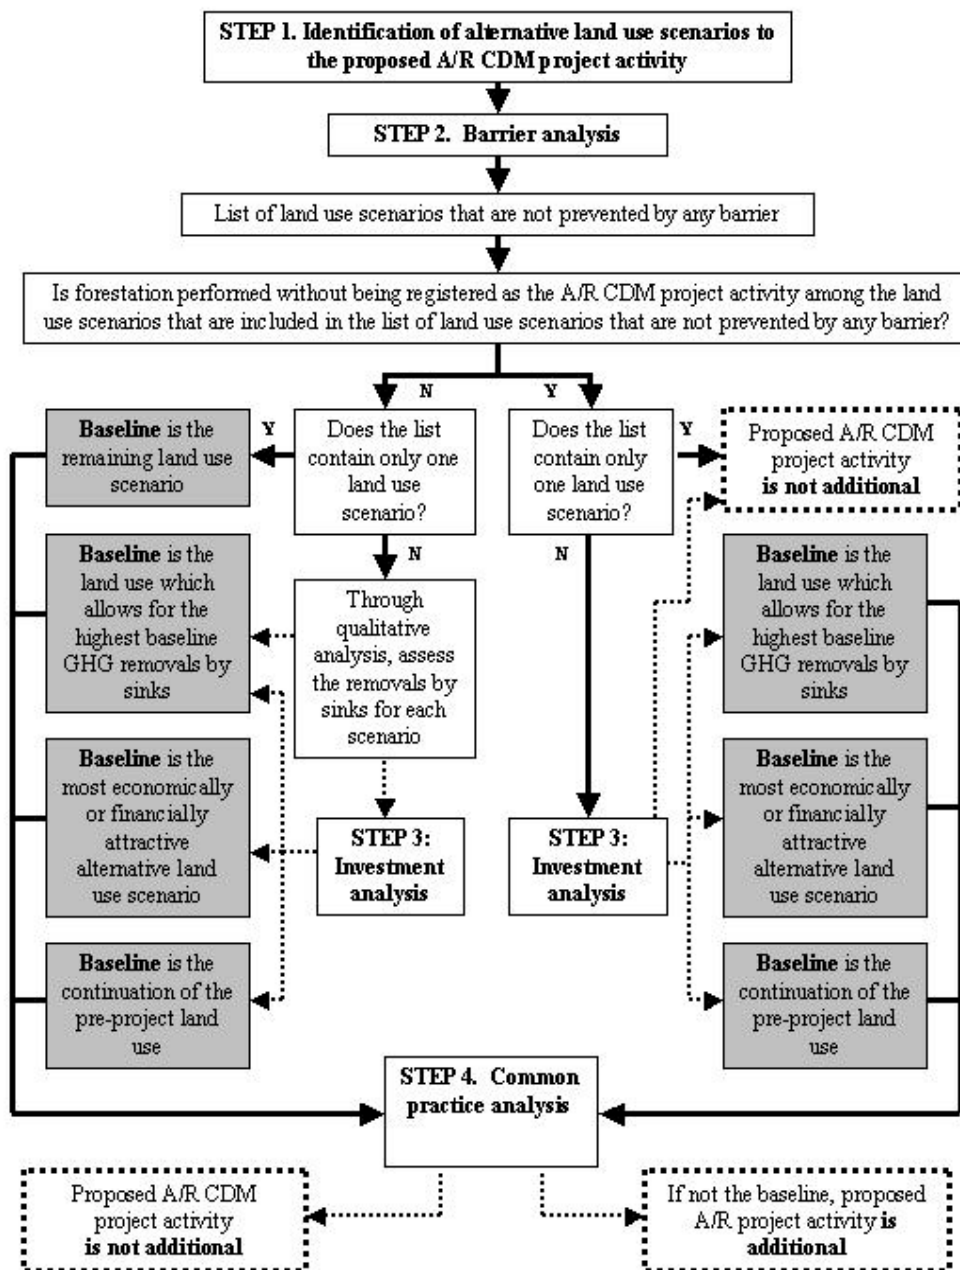 STEP 1. Identification of alternative land use scenarios to
the proposed A/R CDM project activity
STEP 2. Barrier analysis
List of land use scenarios that are not prevented by any barrier
Is forestation performed without being registered as the A/R CDM project activity among the land
use scenarios that are included in the list of land use scenarios that are not prevented by any barrier?
N
Y
Baseline is the
remaining land use
scenario
Y
Does the list
contain only one
land use
scenario?
Does the list
contain only
one land use
scenario?
Y
Proposed A/R CDM
project activity
is not additional
N
N
Baseline is the
land use which
allows for the
highest baseline
GHG removals by
sinks
Through
qualitative
analysis, assess
the removals by
sinks for each
scenario
Baseline is the
land use which
allows for the
highest baseline
GHG removals by
sinks
Baseline is the
most economically
or financially
attractive
alternative land
use scenario
STEP 3:
Investment
analysis
STEP 3:
Investment
analysis
Baseline is the
most economically
or financially
attractive
alternative land
use scenario
Baseline is the
continuation of the
pre-project land
use
Baseline is the
continuation of the
pre-project land
use
STEP 4. Common
practice analysis
Proposed A/R CDM
project activity
is not additional
If not the baseline, proposed
A/R project activity is
additional